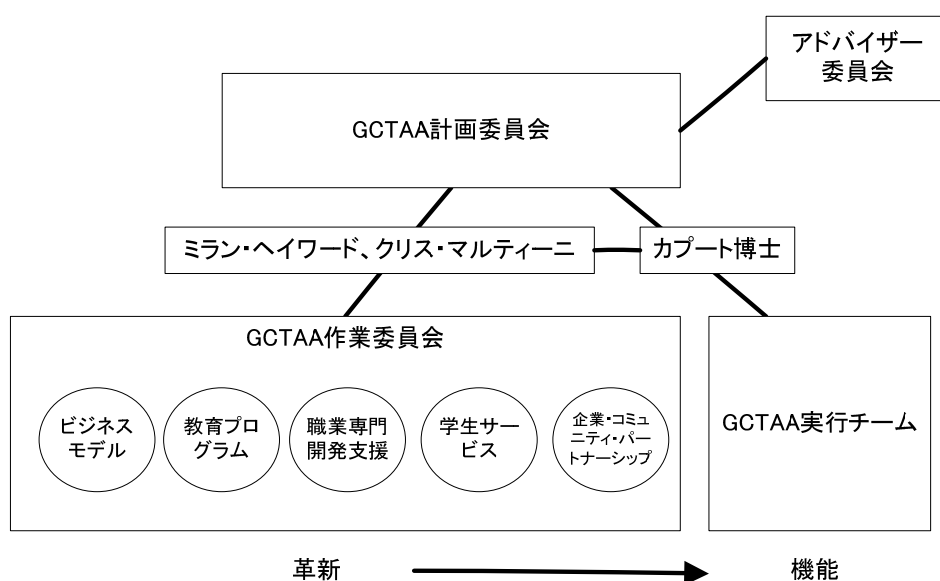 アドバイザー
委員会
GCTAA計画委員会
ミラン・ヘイワード、クリス・マルティーニ
カプート博士
GCTAA作業委員会
ビジネス
モデル
教育プロ
グラム
職業専門
開発支援
学生サー
ビス
企業・コミュ
ニティ・パー
トナーシップ
GCTAA実行チーム
革新
機能